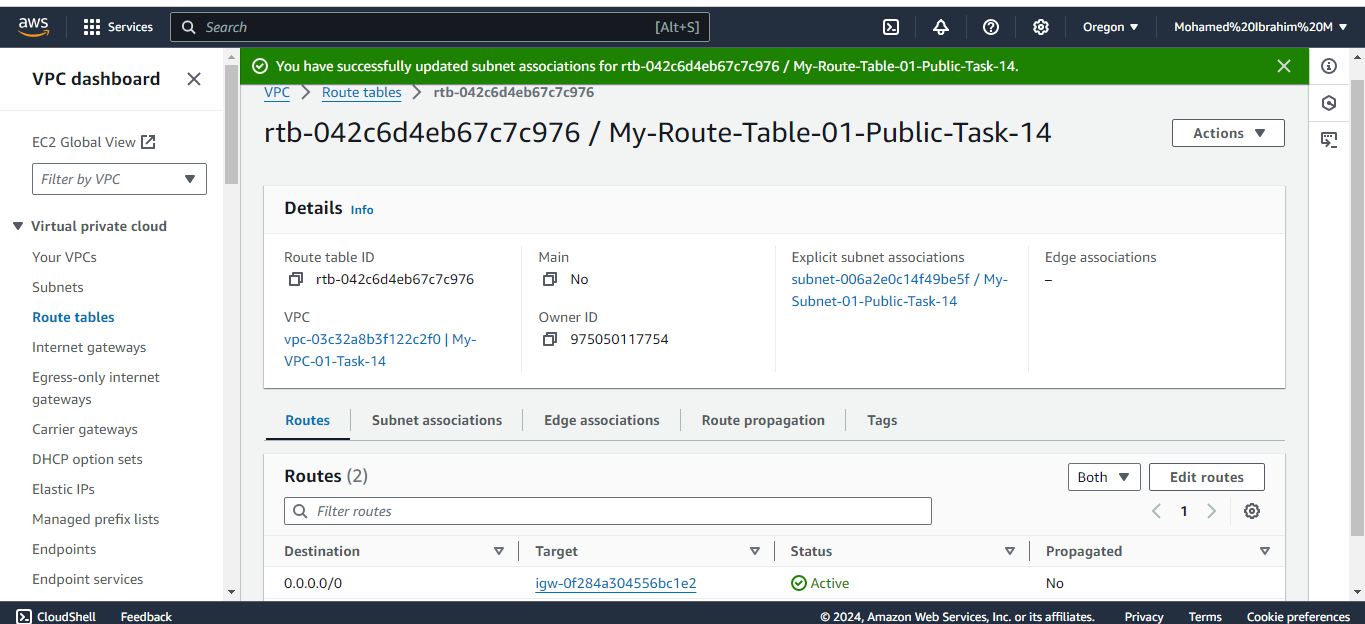 aws
Services
Search [Alt+S]
Oregon
Mohamed%20Ibrahim%20M
VPC dashboard
EC2 Global View
Filter by VPC
Virtual private cloud
Your VPCs
Subnets
Route tables
Internet gateways
Egress-only internet
gateways
Carrier gateways
DHCP option sets
Elastic IPs
Managed prefix lists
Endpoints
Endpoint services
You have successfully updated subnet associations for rtb-042c6d4eb67c7c976 / My-Route-Table-01-Public-Task-14.
VPC Route tables rtb-042c6d4eb67c7c976
rtb-042c6d4eb67c7c976 / My-Route-Table-01-Public-Task-14
Actions
Details Info
Route table ID
rtb-042c6d4eb67c7c976
VPC
vpc-03c32a8b3f122c2f0 | My-
VPC-01-Task-14
Main
No
Owner ID
975050117754
Explicit subnet associations
subnet-006a2e0c14f49be5f / My-
Subnet-01-Public-Task-14
Edge associations
–
Routes Subnet associations Edge associations Route propagation Tags
Routes (2)
Both
Edit routes
Filter routes
1
Destination Target Status Propagated
0.0.0.0/0 igw-0f284a304556bc1e2 Active No
CloudShell Feedback © 2024, Amazon Web Services, Inc. or its affiliates. Privacy Terms Cookie preferences